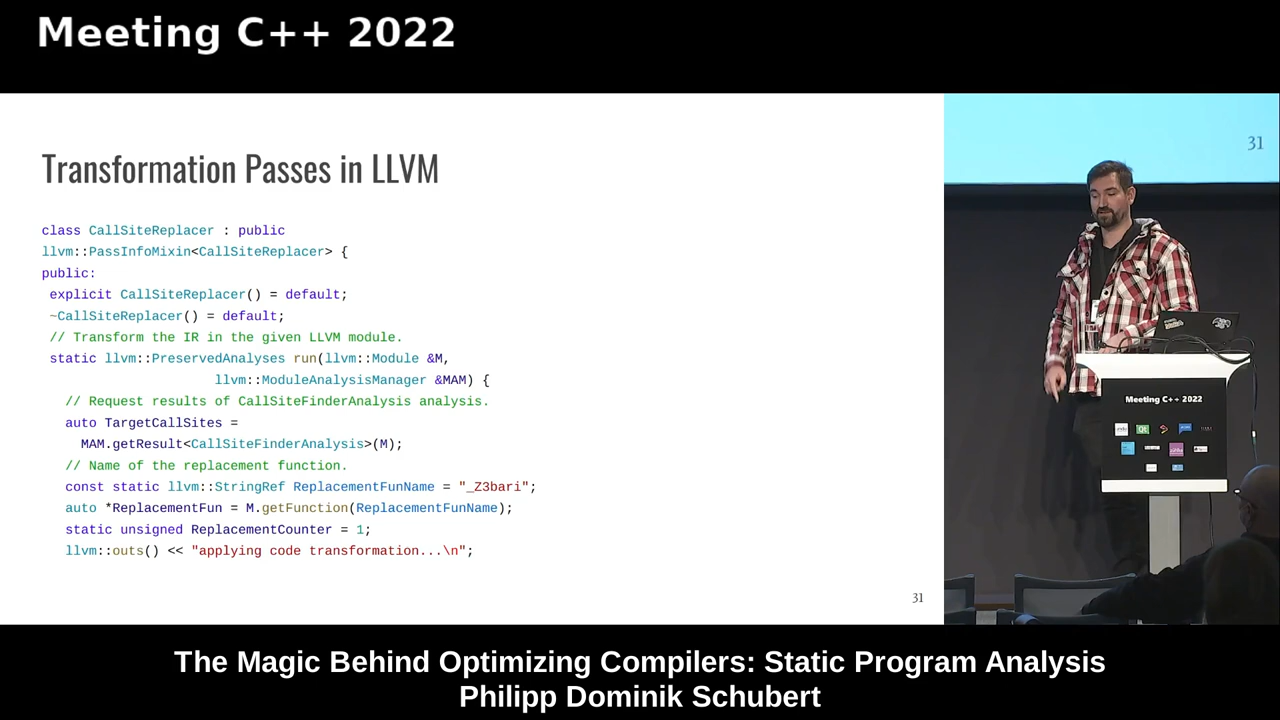 Meeting C++ 2022
Transformation Passes in LLVM
class CallSiteReplacer : public
llvm::PassInfoMixin<CallSiteReplacer> {
public:
explicit CallSiteReplacer() = default;
~CallSiteReplacer() = default;
// Transform the IR in the given LLVM module.
static llvm::PreservedAnalyses run(llvm::Module &M,
llvm::ModuleAnalysisManager &MAM) {
// Request results of CallSiteFinderAnalysis analysis.
auto TargetCallSites =
MAM.getResult<CallSiteFinderAnalysis>(M);
// Name of the replacement function.
const static llvm::StringRef ReplacementFunName = "_Z3bari";
auto *ReplacementFun = M.getFunction(ReplacementFunName);
static unsigned ReplacementCounter = 1;
llvm::outs() << "applying code transformation...\n";
31
31
Meeting C++ 2022
Qt
The Magic Behind Optimizing Compilers: Static Program Analysis
Philipp Dominik Schubert